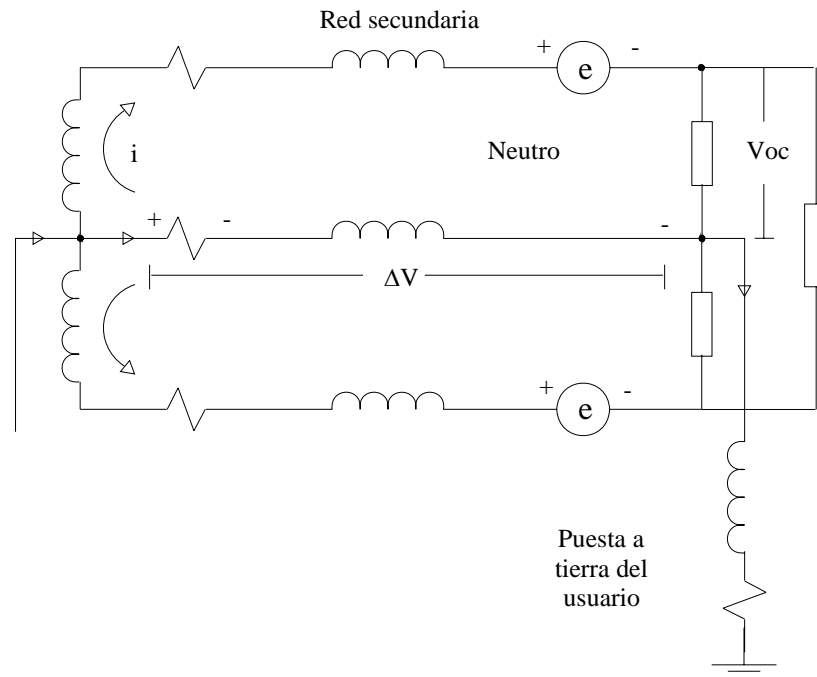 Red secundaria
+ e -
i
Neutro
Voc
+ - -
ΔV
+ e -
Puesta a
tierra del
usuario